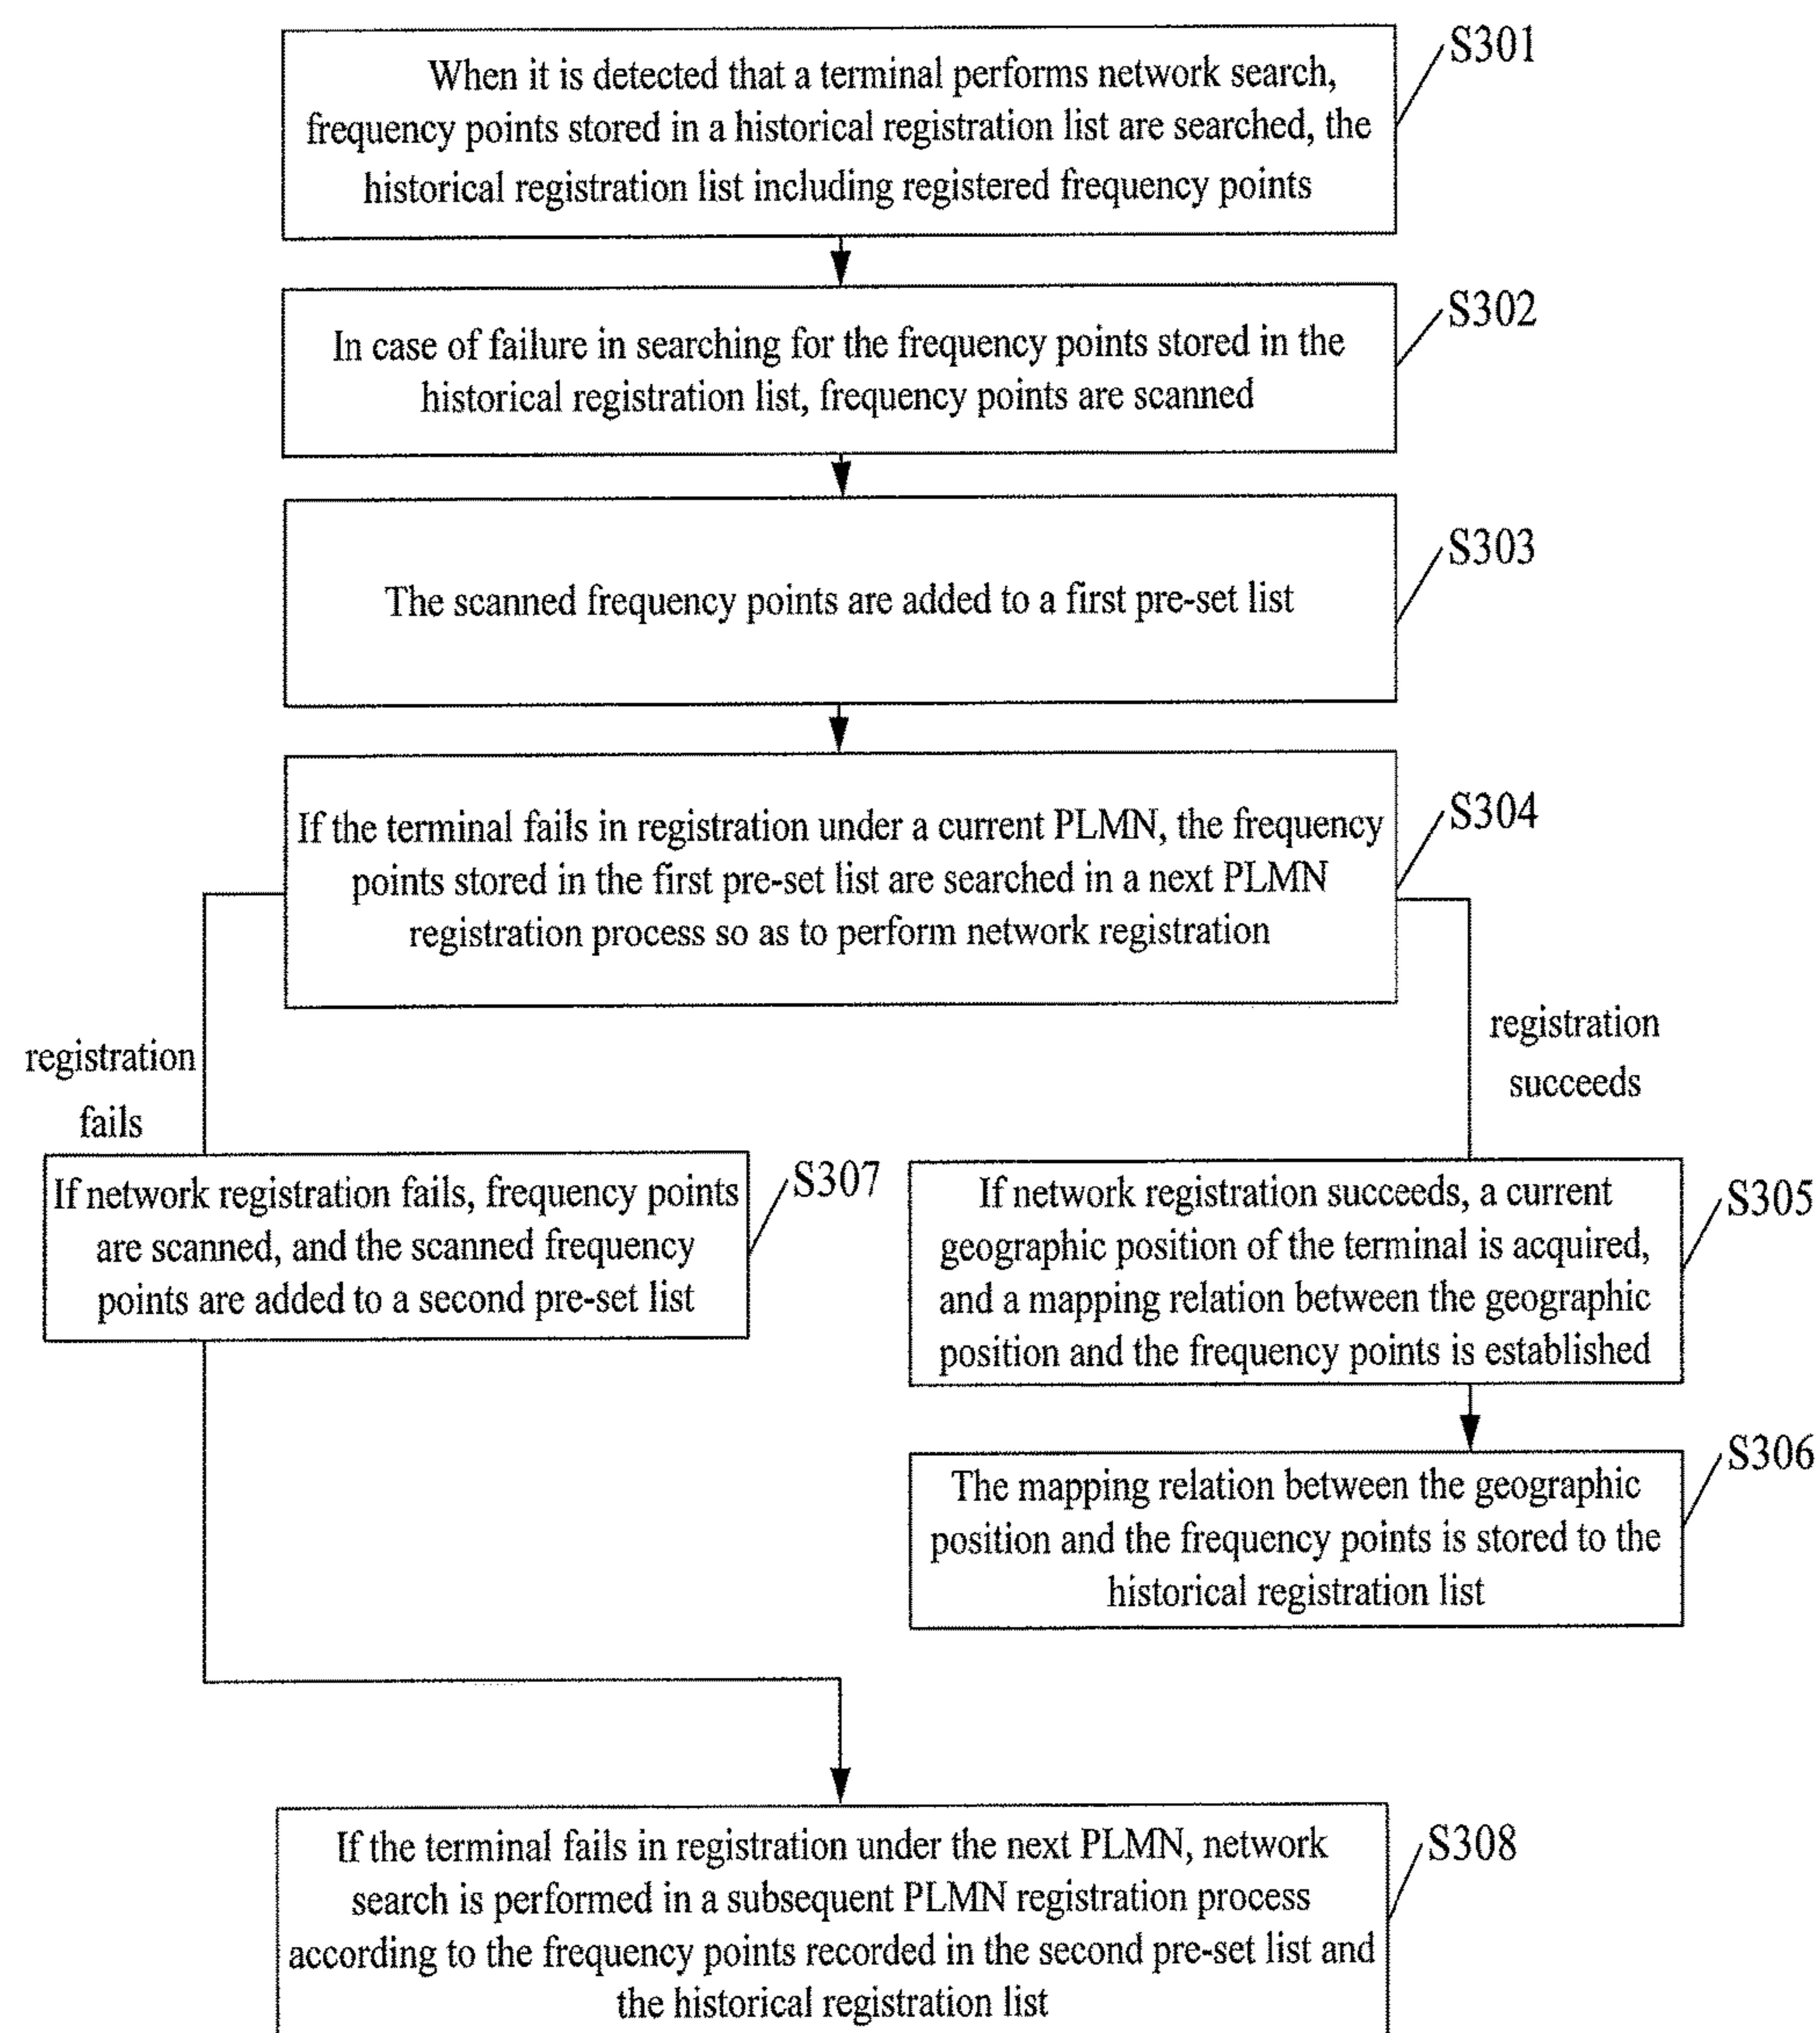 S301
When it is detected that a terminal performs network search,
frequency points stored in a historical registration list are searched, the
historical registration list including registered frequency points
S302
In case of failure in searching for the frequency points stored in the
historical registration list, frequency points are scanned
S303
The scanned frequency points are added to a first pre-set list
S304
If the terminal fails in registration under a current PLMN, the frequency
points stored in the first pre-set list are searched in a next PLMN
registration process so as to perform network registration
registration
fails
registration
succeeds
S307
If network registration fails, frequency points
are scanned, and the scanned frequency
points are added to a second pre-set list
S305
If network registration succeeds, a current
geographic position of the terminal is acquired,
and a mapping relation between the geographic
position and the frequency points is established
S306
The mapping relation between the geographic
position and the frequency points is stored to the
historical registration list
S308
If the terminal fails in registration under the next PLMN, network
search is performed in a subsequent PLMN registration process
according to the frequency points recorded in the second pre-set list and
the historical registration list